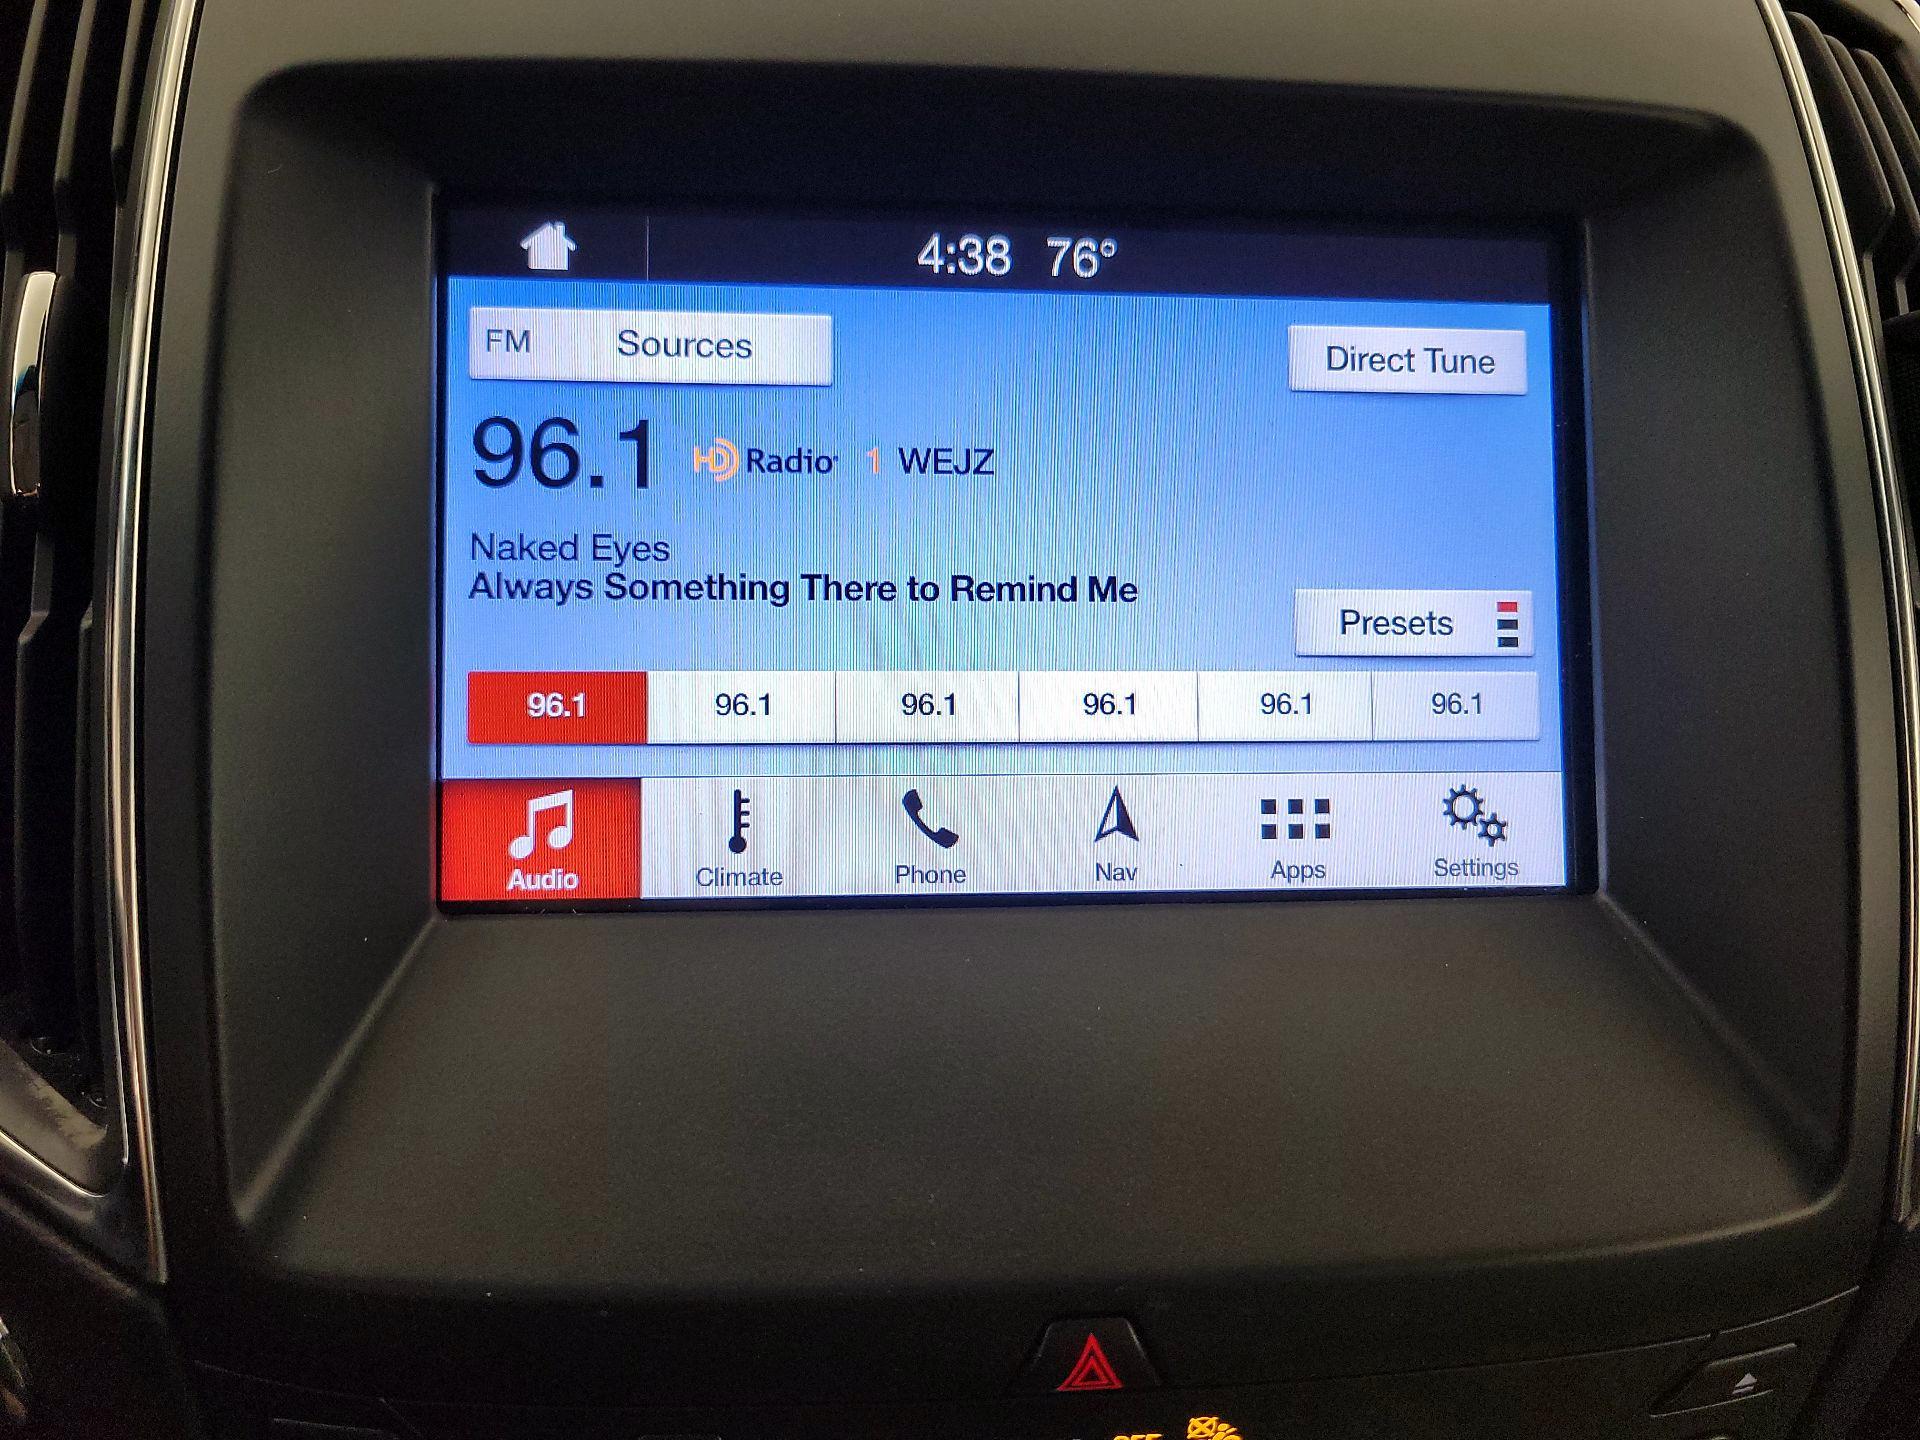 4:38 76°
FM Sources
Direct Tune
96.1 HD Radio 1 WEJZ
Naked Eyes
Always Something There to Remind Me
Presets
96.1 96.1 96.1 96.1 96.1 96.1
Audio Climate Phone Nav Apps Settings
OFF